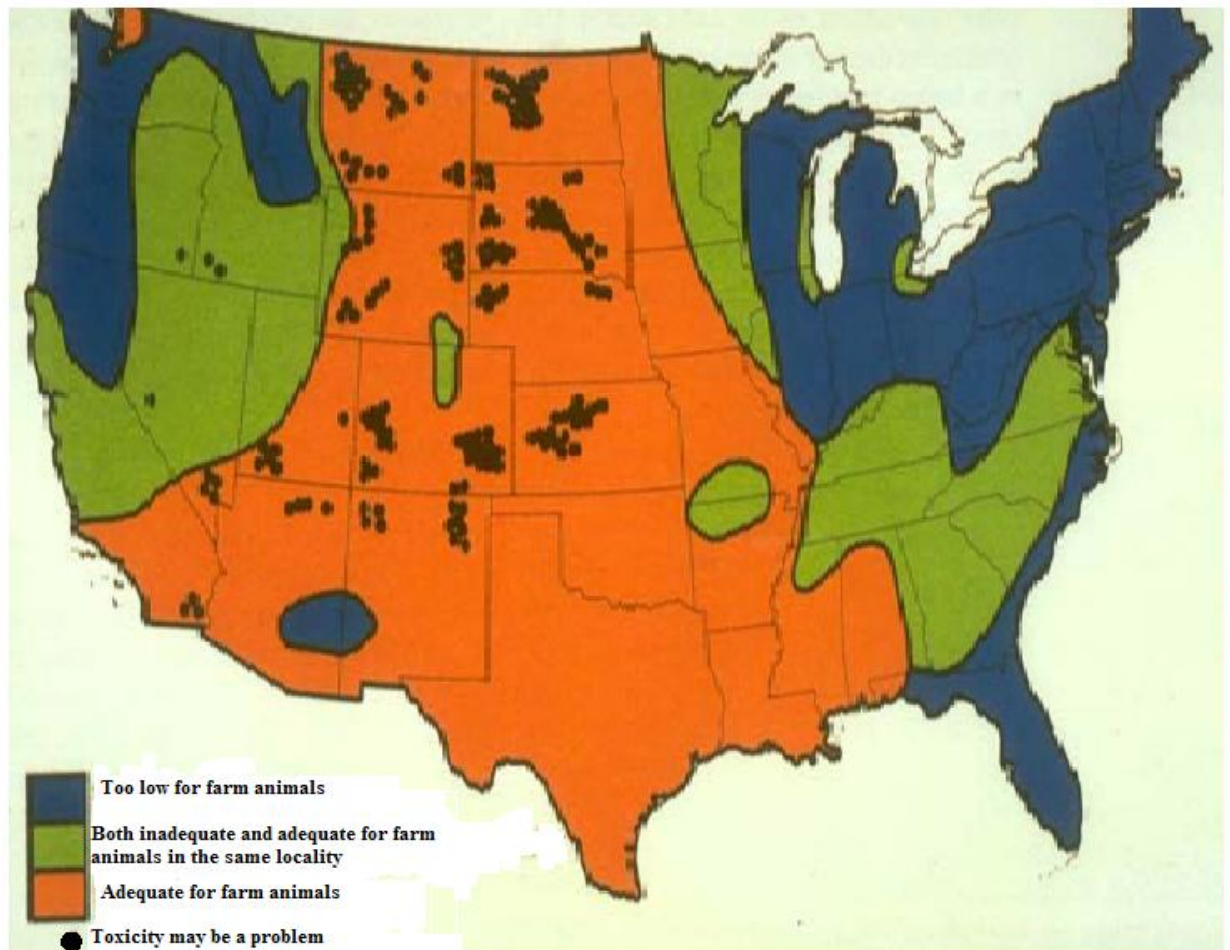 Too low for farm animals
Both inadequate and adequate for farm
animals in the same locality
Adequate for farm animals
Toxicity may be a problem